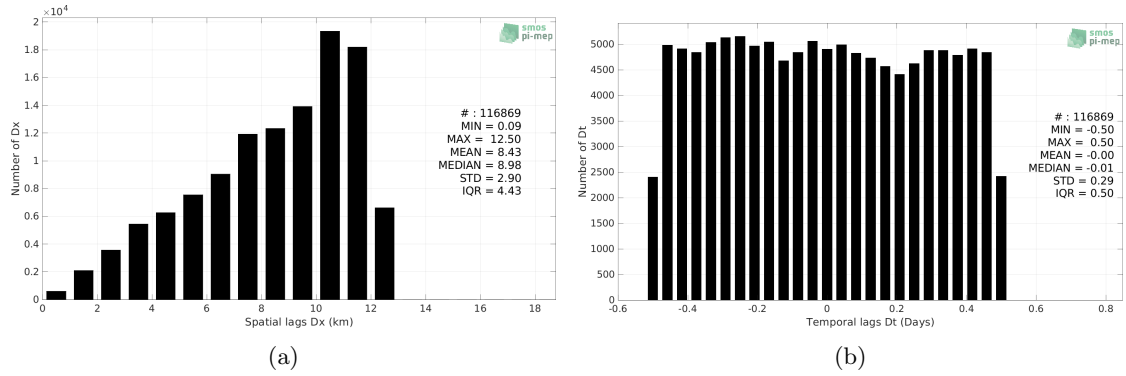 ×10⁴
2
1.8
1.6
1.4
1.2
1
0.8
0.6
0.4
0.2
0
Number of Dx
smos
pi-mep
# : 116869
MIN = 0.09
MAX = 12.50
MEAN = 8.43
MEDIAN = 8.98
STD = 2.90
IQR = 4.43
0 2 4 6 8 10 12 14 16 18
Spatial lags Dx (km)
(a)
5000
4500
4000
3500
3000
2500
2000
1500
1000
500
0
Number of Dt
smos
pi-mep
# : 116869
MIN = -0.50
MAX = 0.50
MEAN = -0.00
MEDIAN = -0.01
STD = 0.29
IQR = 0.50
-0.6 -0.4 -0.2 0 0.2 0.4 0.6 0.8
Temporal lags Dt (Days)
(b)